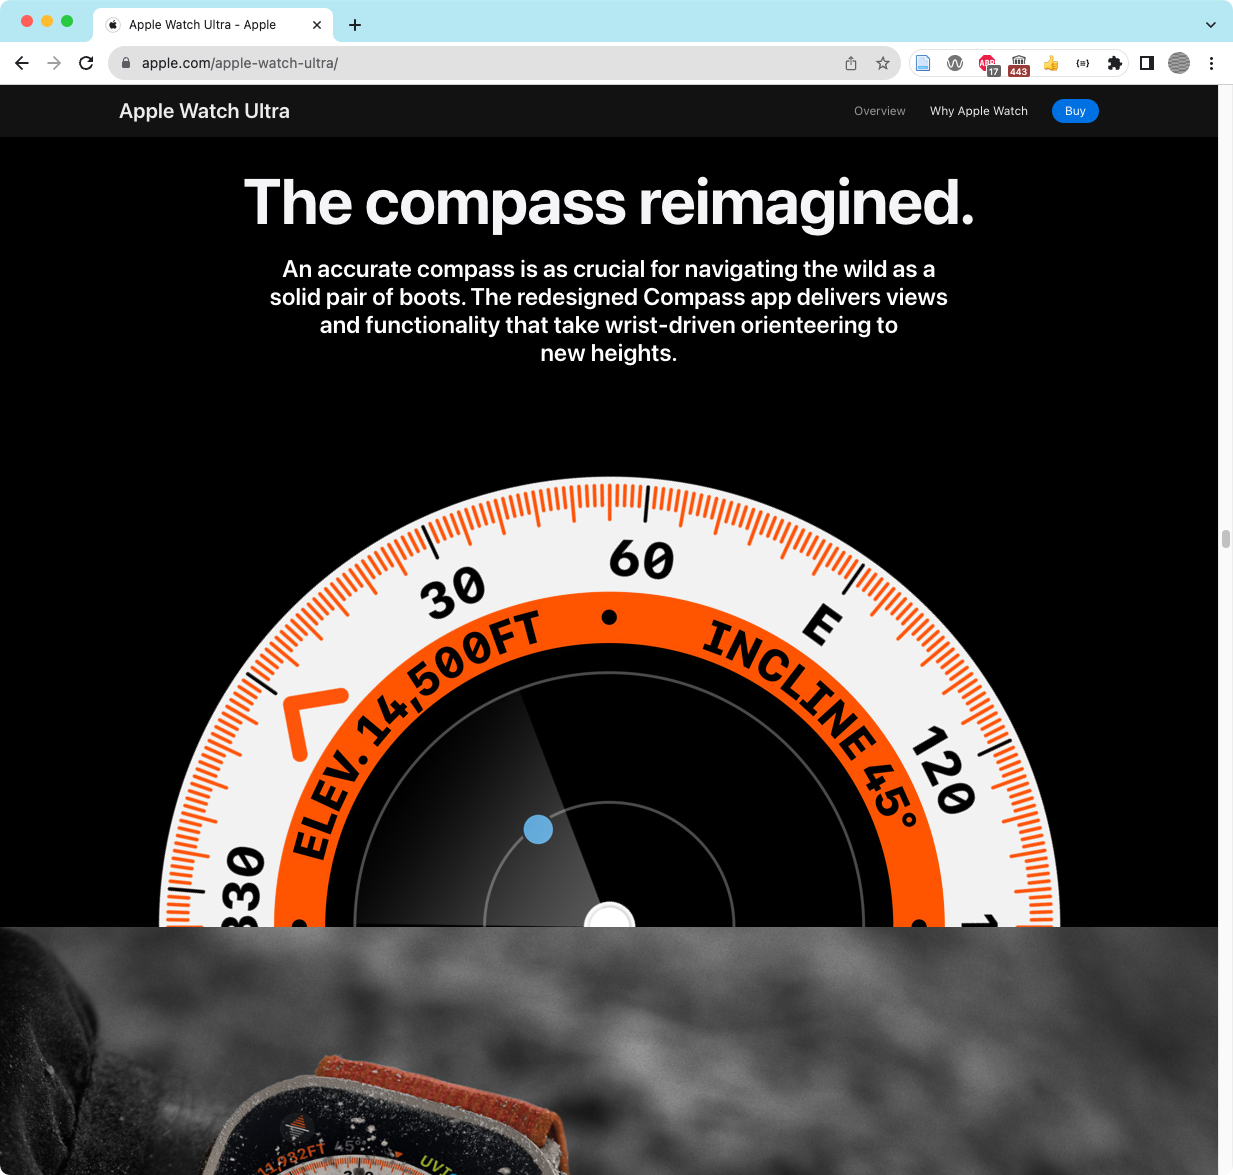 Apple Watch Ultra - Apple
apple.com/apple-watch-ultra/
ABP
17
443
{≡}
Apple Watch Ultra
Overview
Why Apple Watch
Buy
The compass reimagined.
An accurate compass is as crucial for navigating the wild as a
solid pair of boots. The redesigned Compass app delivers views
and functionality that take wrist-driven orienteering to
new heights.
330
30
60
E
120
ELEV. 14,500FT
INCLINE 45°
11,932FT
45°